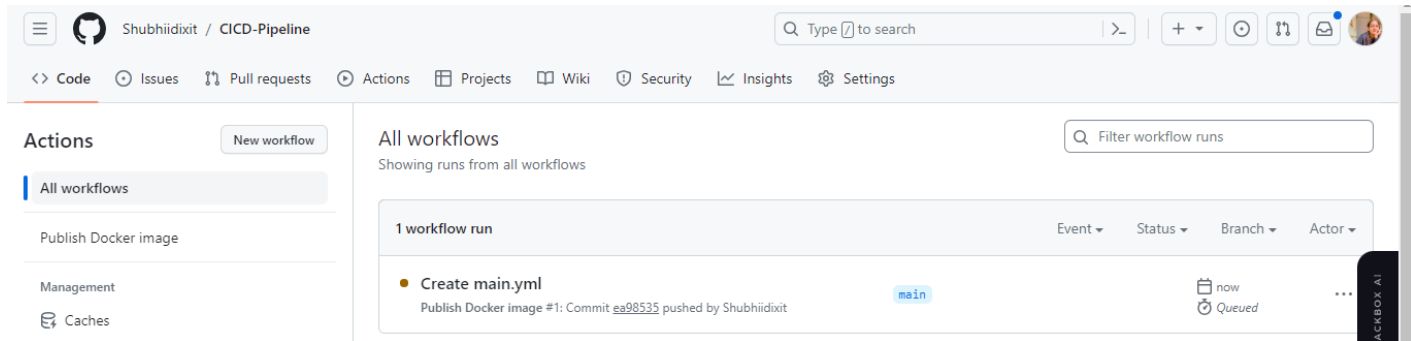 Shubhiidixit / CICD-Pipeline
Type / to search
<> Code
Issues
Pull requests
Actions
Projects
Wiki
Security
Insights
Settings
Actions
New workflow
All workflows
Publish Docker image
Management
Caches
All workflows
Showing runs from all workflows
Filter workflow runs
1 workflow run
Event
Status
Branch
Actor
Create main.yml
Publish Docker image #1: Commit ea98535 pushed by Shubhiidixit
main
now
Queued
ACKBOX AI